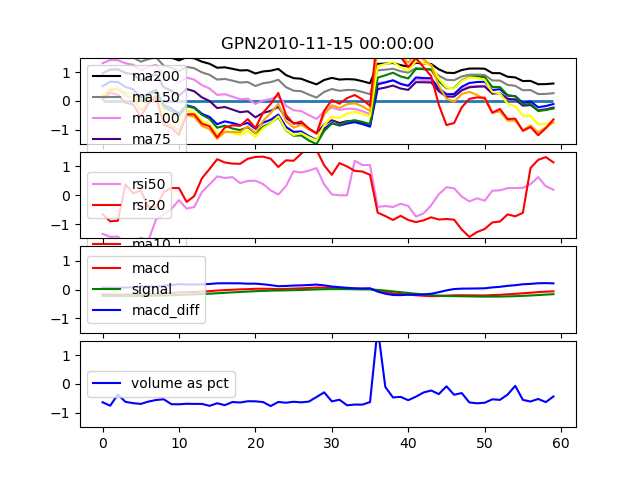 GPN2010-11-15 00:00:00
1
0
−1
ma200
ma150
ma100
ma75
1
0
−1
rsi50
rsi20
ma10
1
0
−1
macd
signal
macd_diff
1
0
−1
volume as pct
0 10 20 30 40 50 60